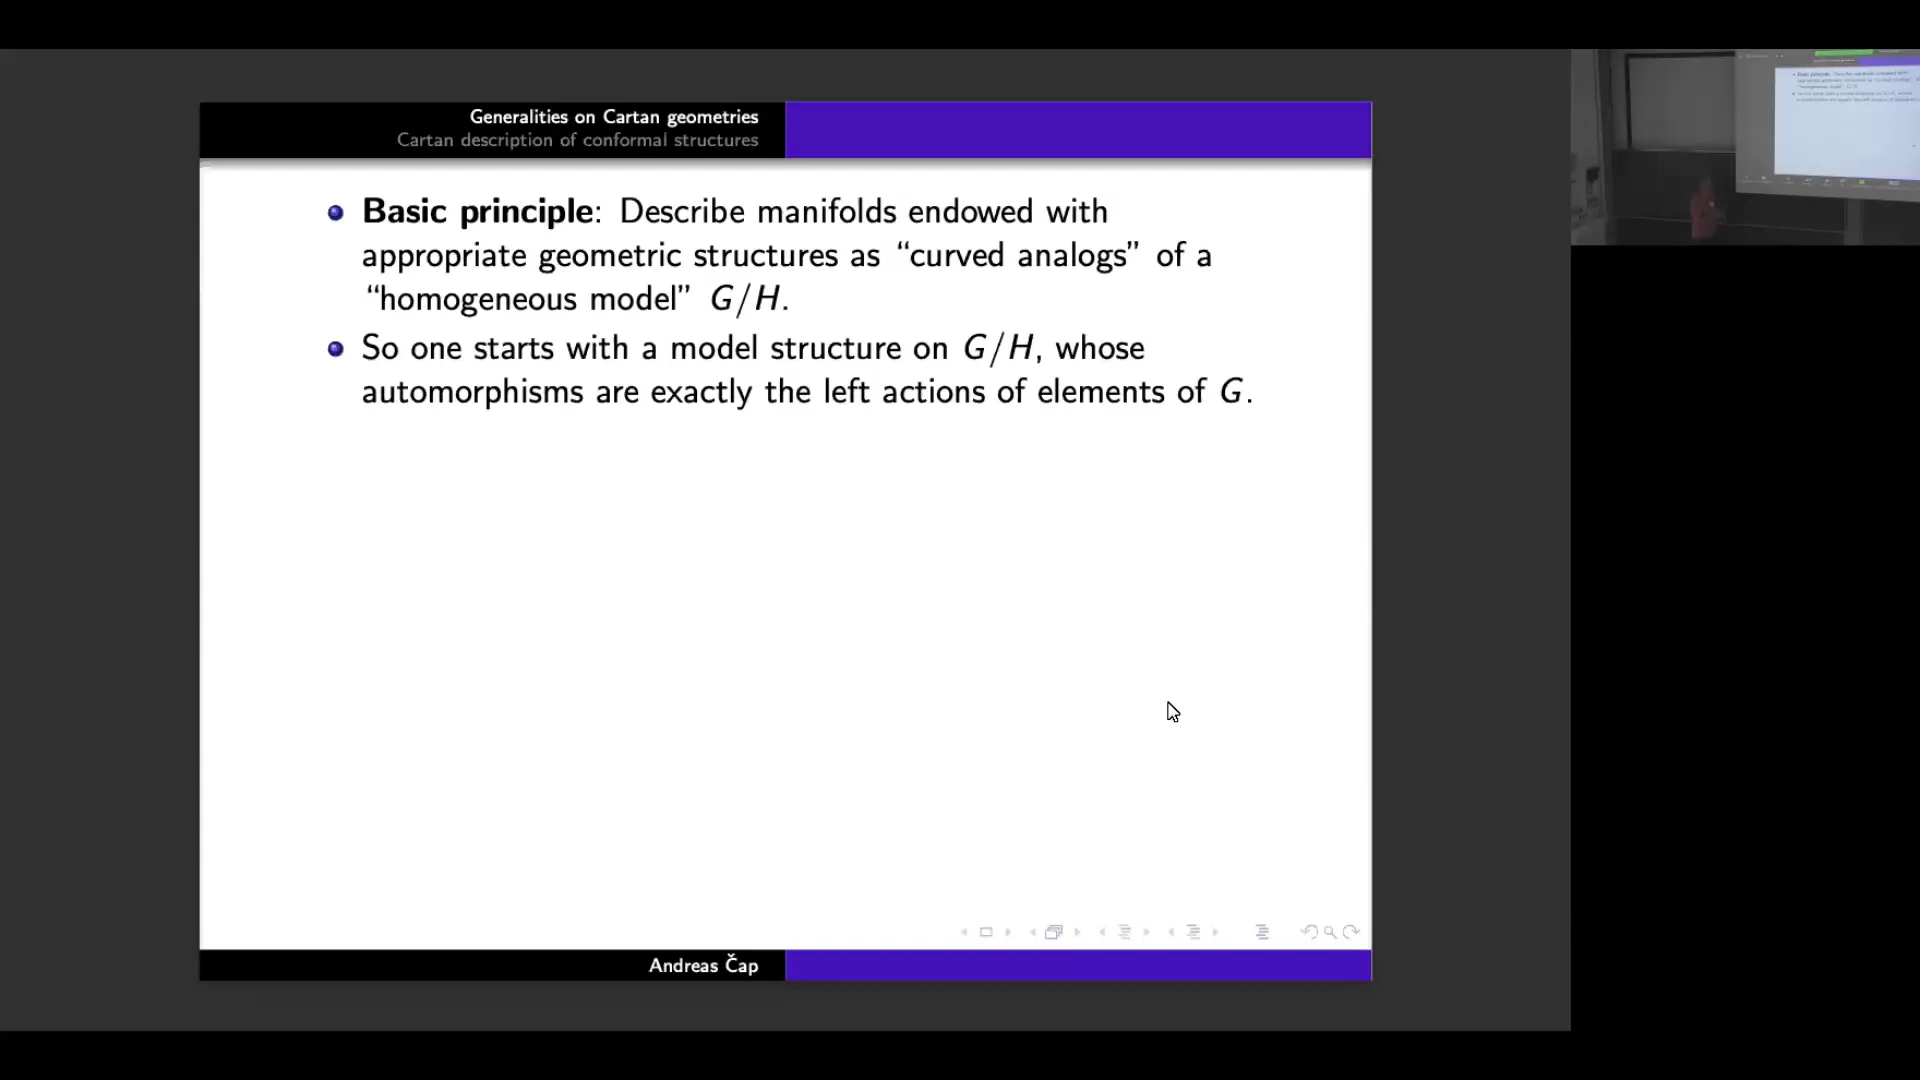 Generalities on Cartan geometries
Cartan description of conformal structures
Basic principle: Describe manifolds endowed with
appropriate geometric structures as “curved analogs” of a
“homogeneous model” G/H.
So one starts with a model structure on G/H, whose
automorphisms are exactly the left actions of elements of G.
Andreas Čap